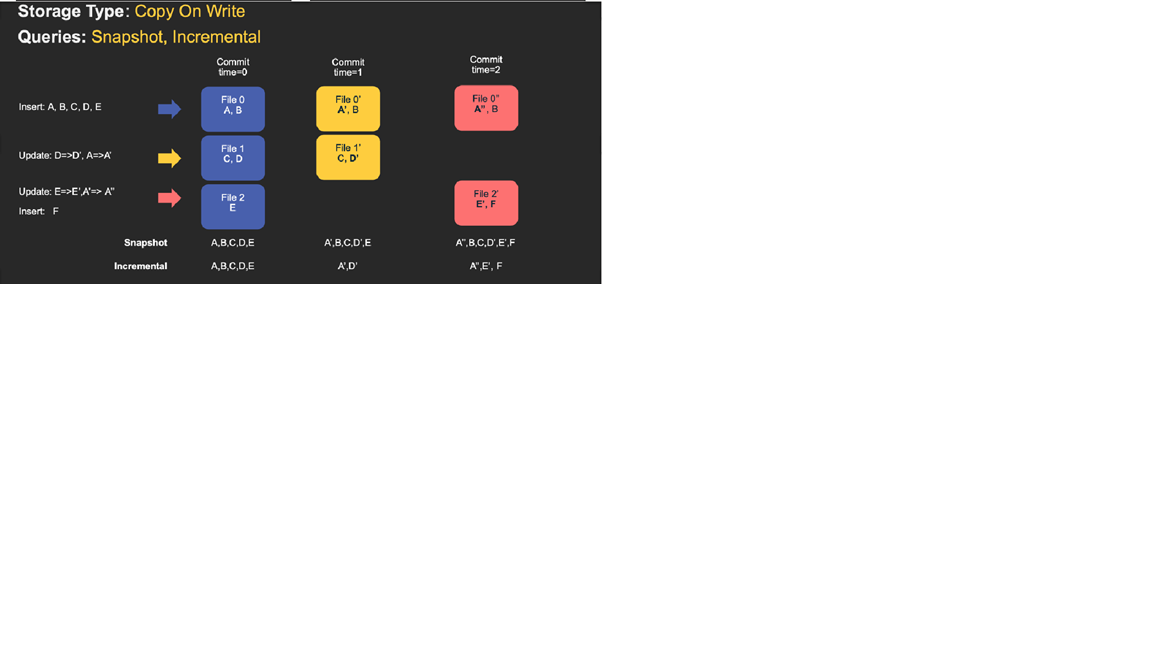 Storage Type: Copy On Write
Queries: Snapshot, Incremental
Commit
time=0
Commit
time=1
Commit
time=2
Insert: A, B, C, D, E
File 0
A, B
File 0'
A', B
File 0"
A", B
Update: D=>D', A=>A'
File 1
C, D
File 1'
C, D'
Update: E=>E',A'=> A"
Insert: F
File 2
E
File 2'
E', F
Snapshot A,B,C,D,E A',B,C,D',E A",B,C,D',E',F
Incremental A,B,C,D,E A',D' A",E', F